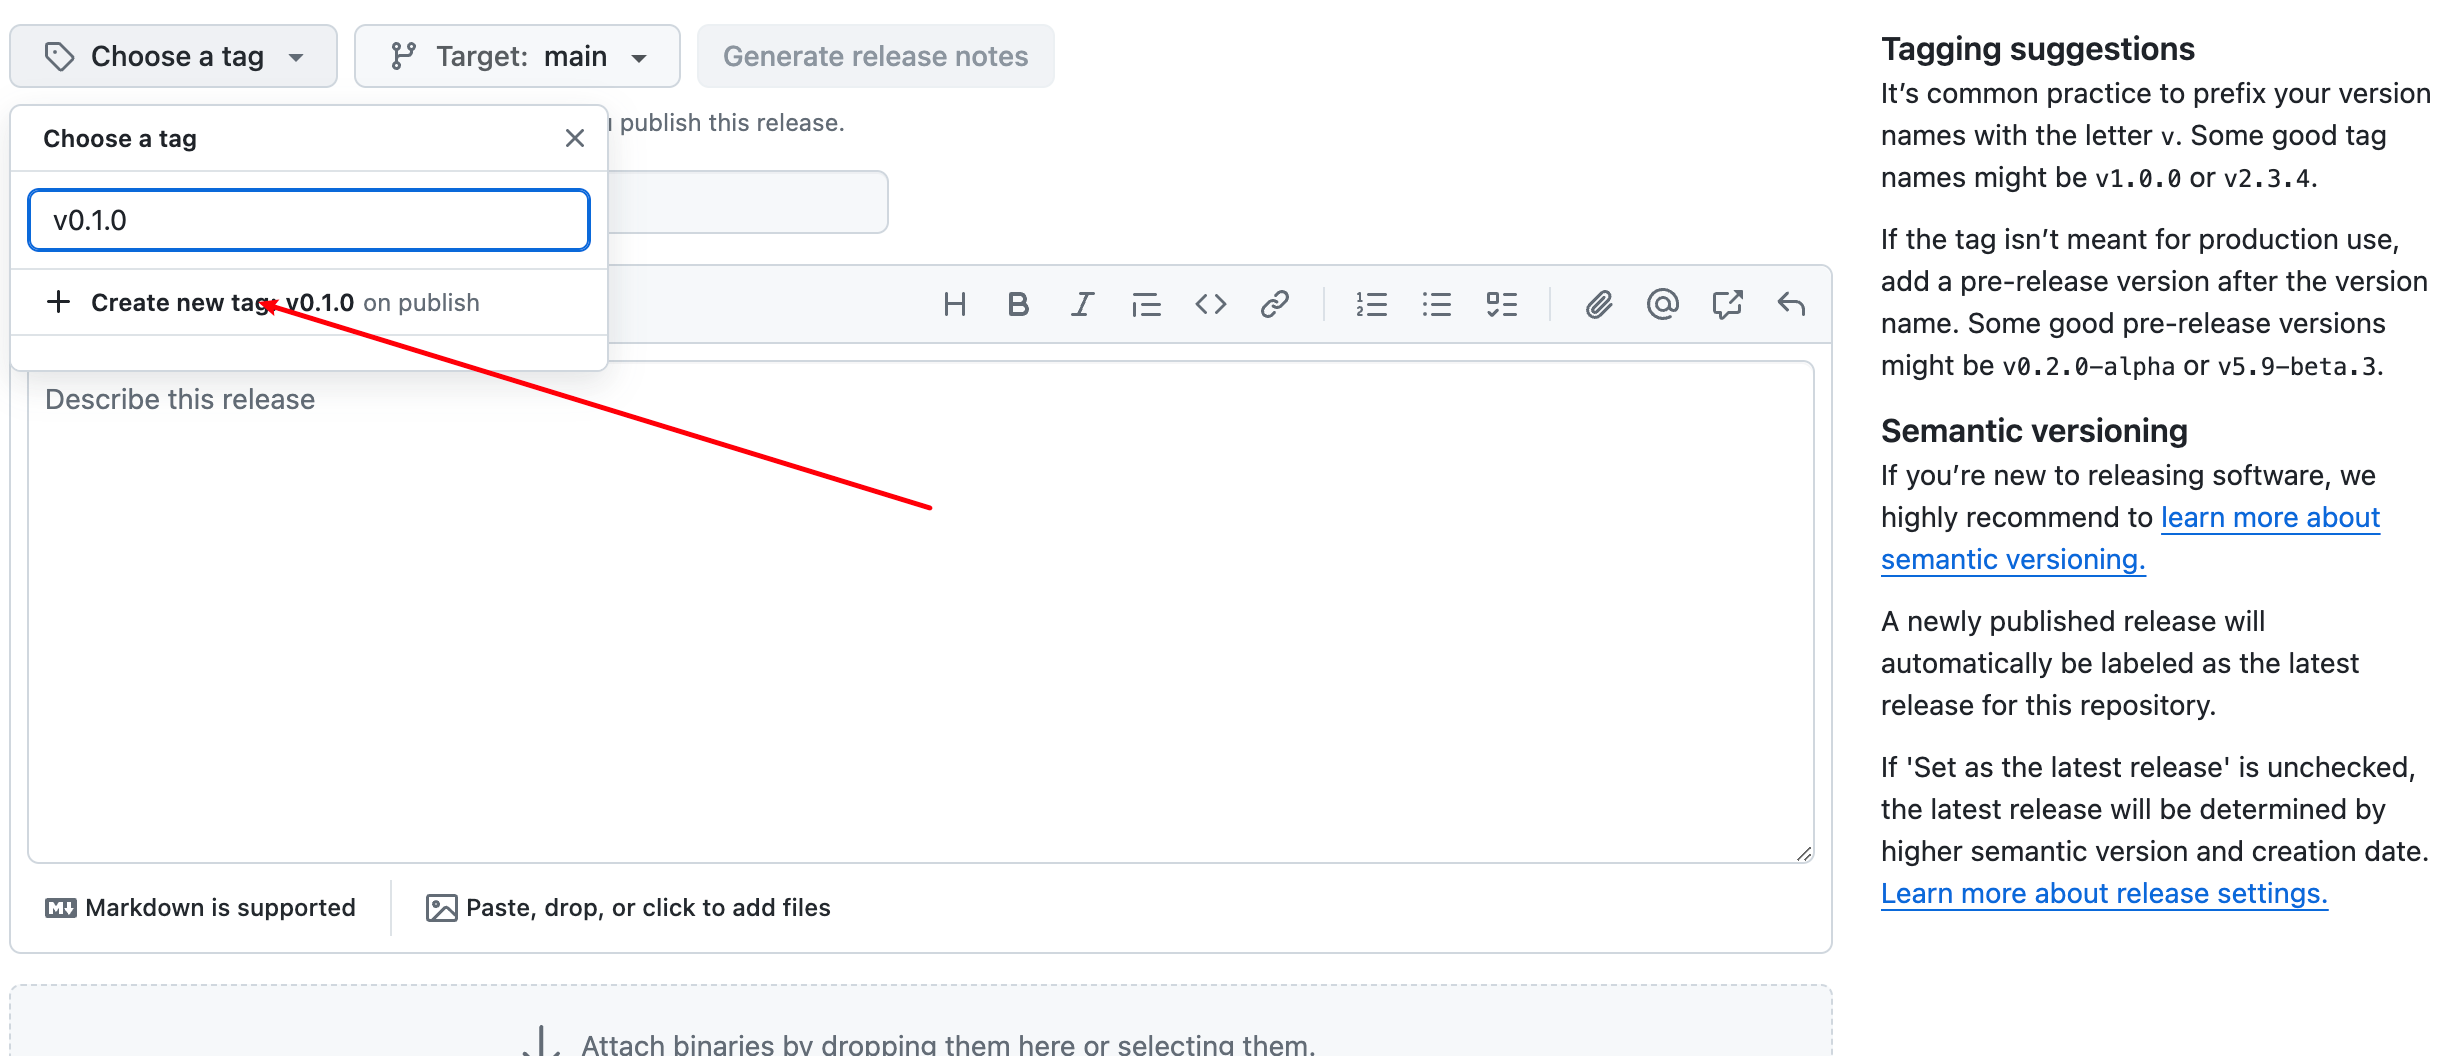 Choose a tag
Target: main
Generate release notes
Choose a tag
publish this release.
v0.1.0
Create new tag: v0.1.0 on publish
Describe this release
Markdown is supported
Paste, drop, or click to add files
Attach binaries by dropping them here or selecting them.
Tagging suggestions
It’s common practice to prefix your version
names with the letter v. Some good tag
names might be v1.0.0 or v2.3.4.
If the tag isn’t meant for production use,
add a pre-release version after the version
name. Some good pre-release versions
might be v0.2.0-alpha or v5.9-beta.3.
Semantic versioning
If you’re new to releasing software, we
highly recommend to learn more about
semantic versioning.
A newly published release will
automatically be labeled as the latest
release for this repository.
If 'Set as the latest release' is unchecked,
the latest release will be determined by
higher semantic version and creation date.
Learn more about release settings.